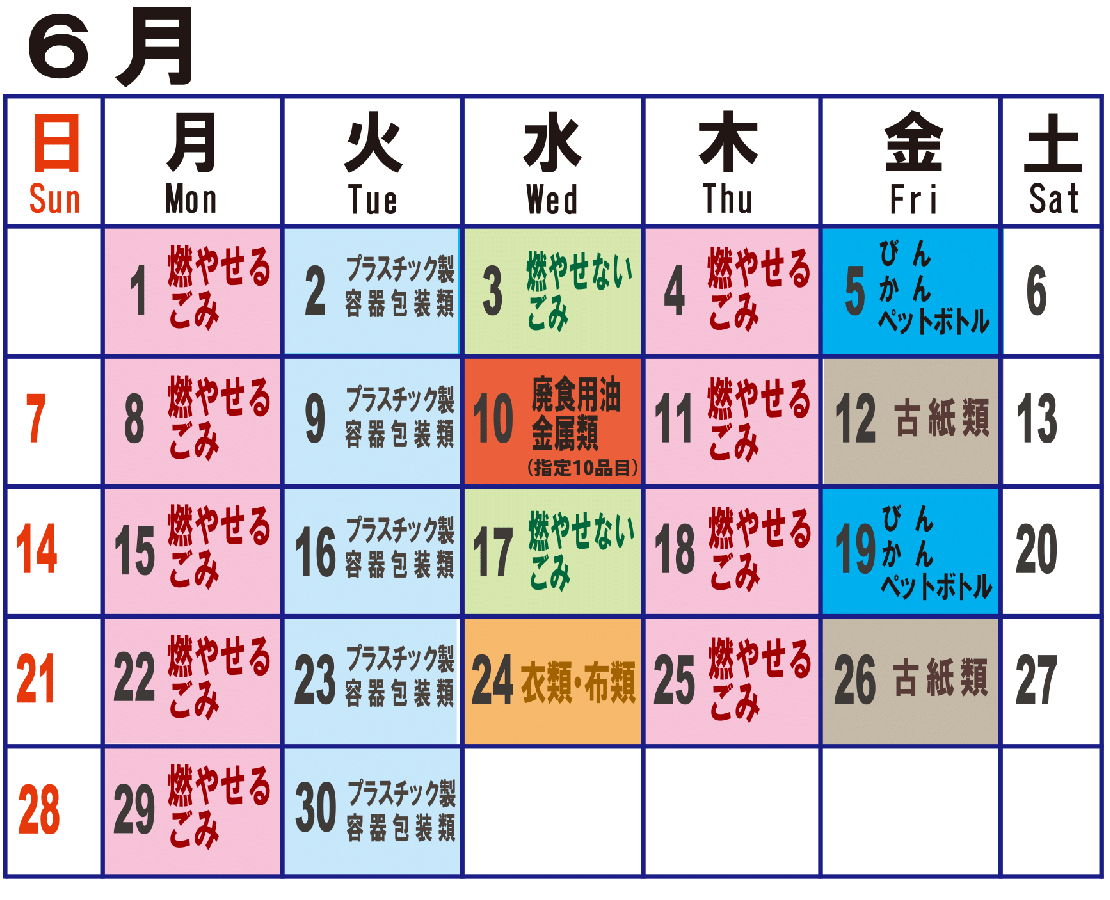 6月
日 月 火 水 木 金 土
Sun Mon Tue Wed Thu Fri Sat
1 燃やせる
ごみ
2 プラスチック製
容器包装類
3 燃やせない
ごみ
4 燃やせる
ごみ
5 びん
かん
ペットボトル
6
7
8 燃やせる
ごみ
9 プラスチック製
容器包装類
10 廃食用油
金属類
(指定10品目)
11 燃やせる
ごみ
12 古紙類
13
14
15 燃やせる
ごみ
16 プラスチック製
容器包装類
17 燃やせない
ごみ
18 燃やせる
ごみ
19 びん
かん
ペットボトル
20
21
22 燃やせる
ごみ
23 プラスチック製
容器包装類
24 衣類・布類
25 燃やせる
ごみ
26 古紙類
27
28
29 燃やせる
ごみ
30 プラスチック製
容器包装類